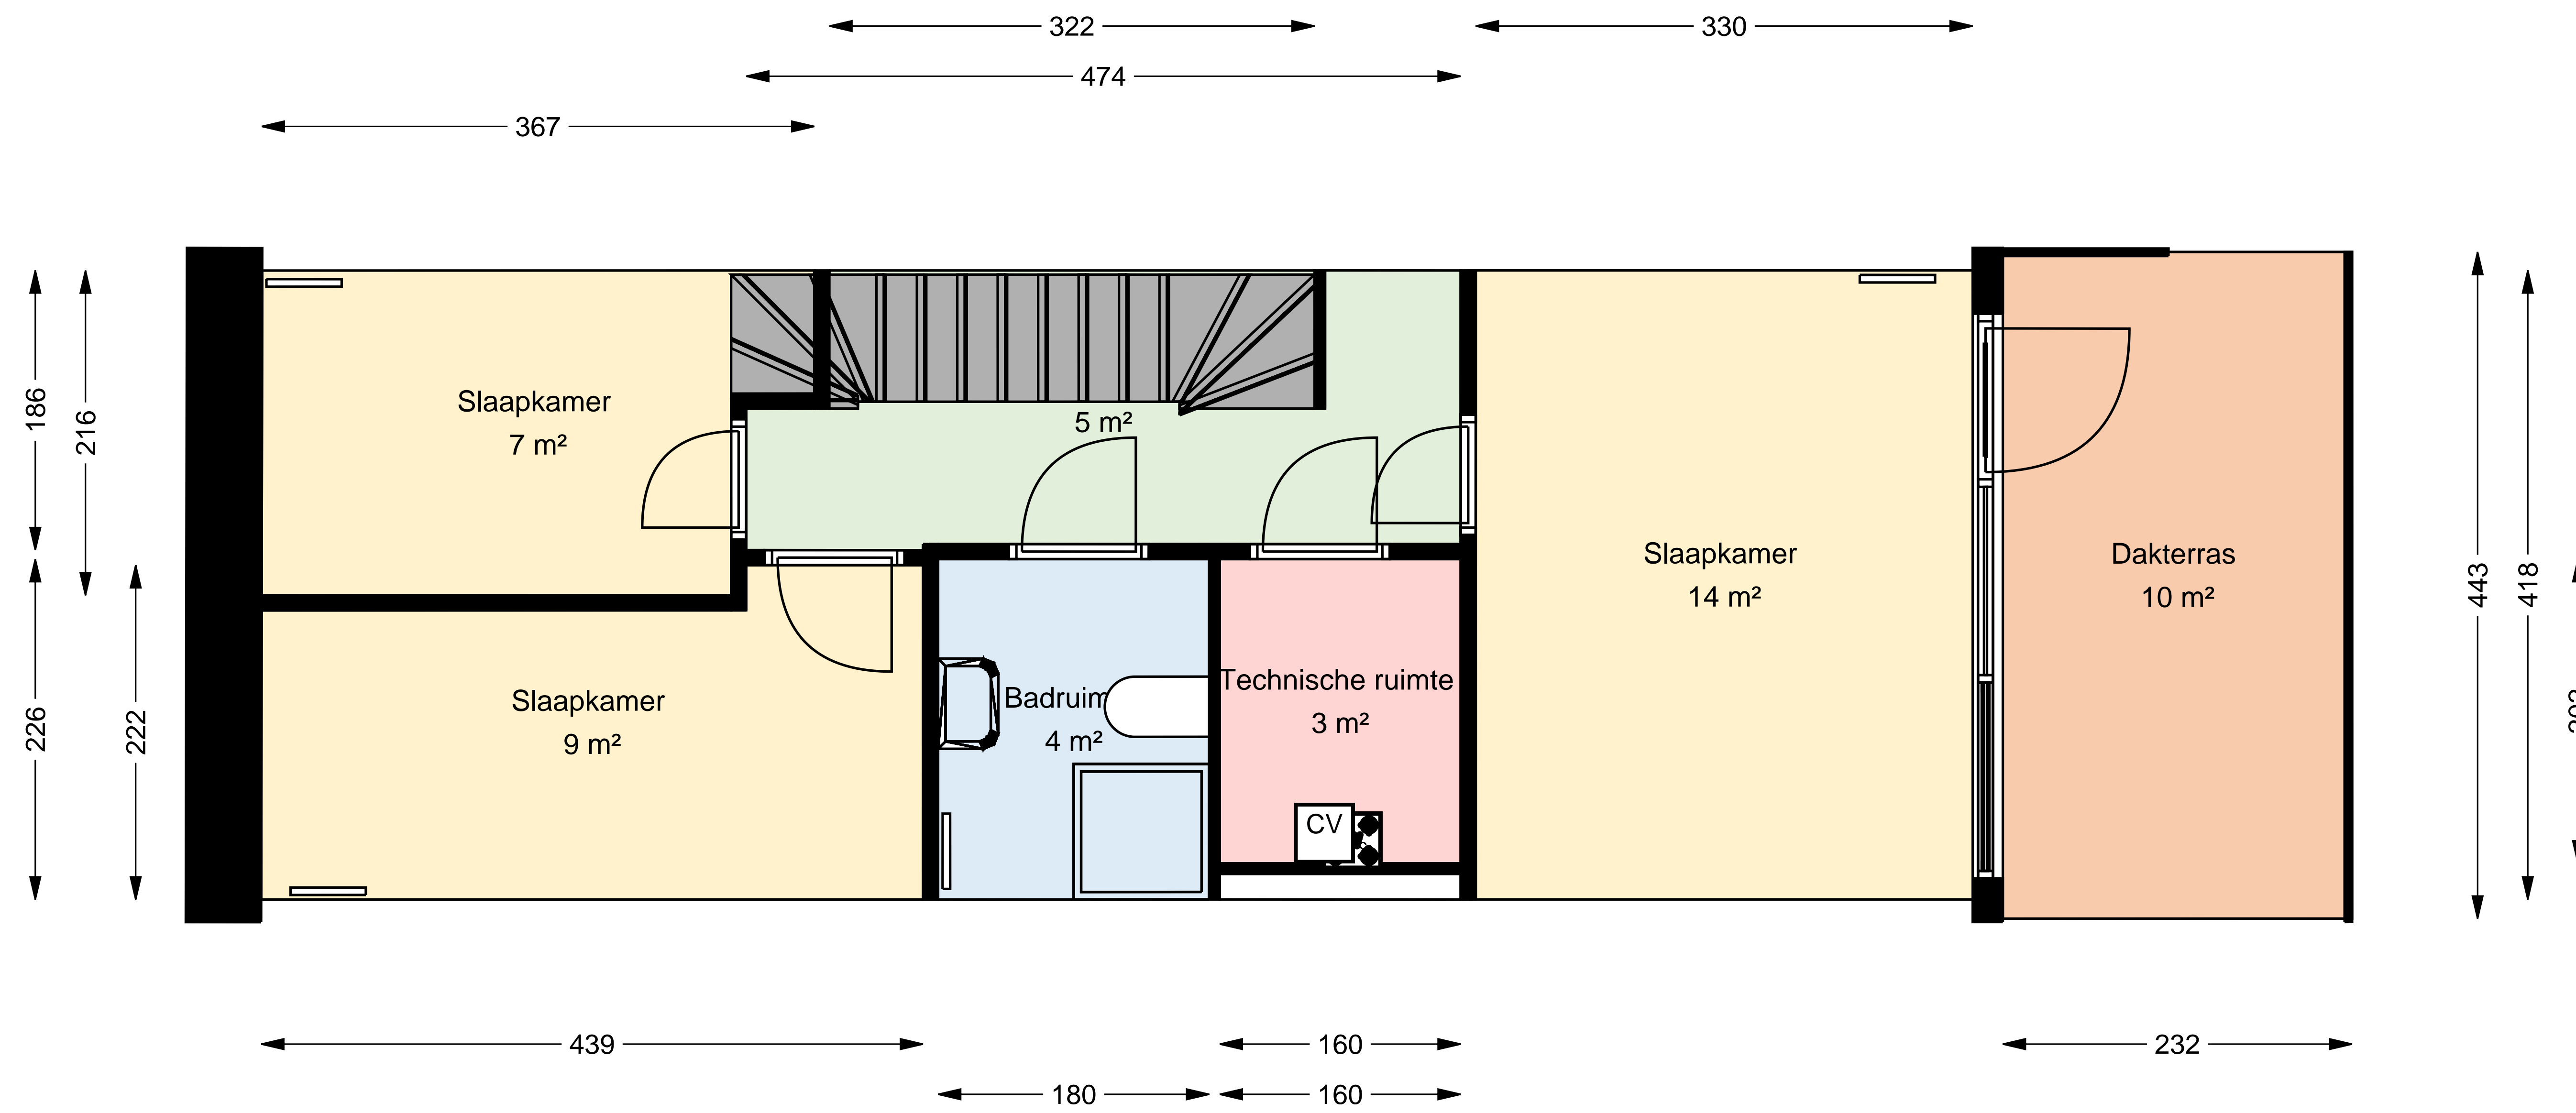 322
330
474
367
186
216
226
222
Slaapkamer
7 m²
5 m²
Slaapkamer
14 m²
Dakterras
10 m²
Slaapkamer
9 m²
Badruim
4 m²
Technische ruimte
3 m²
CV
443
418
439
160
232
180
160